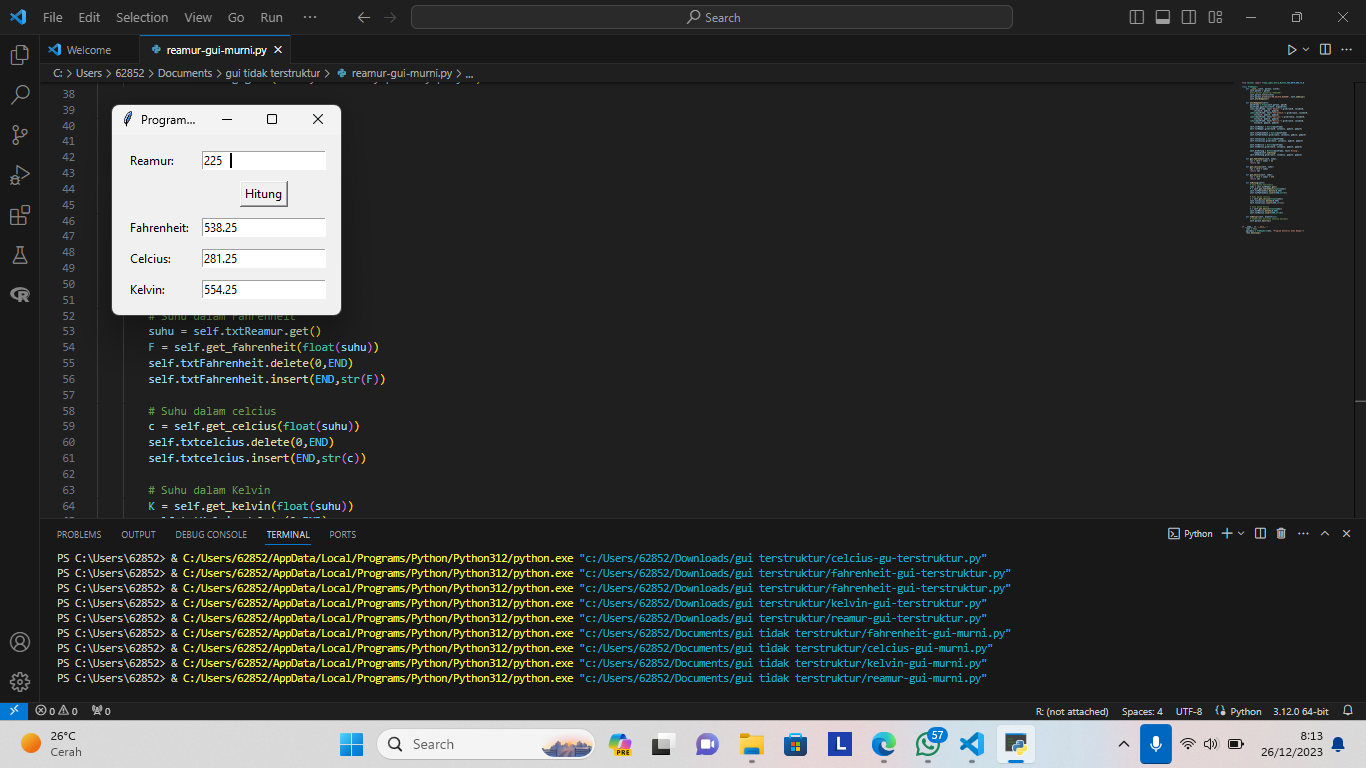 File Edit Selection View Go Run ··· Search
Welcome reamur-gui-murni.py
C: > Users > 62852 > Documents > gui tidak terstruktur > reamur-gui-murni.py > ...
38
39
40
41
42
43
44
45
46
47
48
49
50
51
Program...
Reamur: 225
Hitung
Fahrenheit: 538.25
Celcius: 281.25
Kelvin: 554.25
52 # Suhu dalam Fahrenheit
53 suhu = self.txtReamur.get()
54 F = self.get_fahrenheit(float(suhu))
55 self.txtFahrenheit.delete(0,END)
56 self.txtFahrenheit.insert(END,str(F))
57
58 # Suhu dalam celcius
59 c = self.get_celcius(float(suhu))
60 self.txtcelcius.delete(0,END)
61 self.txtcelcius.insert(END,str(c))
62
63 # Suhu dalam Kelvin
64 K = self.get_kelvin(float(suhu))
PROBLEMS OUTPUT DEBUG CONSOLE TERMINAL PORTS Python
PS C:\Users\62852> & C:/Users/62852/AppData/Local/Programs/Python/Python312/python.exe "c:/Users/62852/Downloads/gui terstruktur/celcius-gu-terstruktur.py"
PS C:\Users\62852> & C:/Users/62852/AppData/Local/Programs/Python/Python312/python.exe "c:/Users/62852/Downloads/gui terstruktur/fahrenheit-gui-terstruktur.py"
PS C:\Users\62852> & C:/Users/62852/AppData/Local/Programs/Python/Python312/python.exe "c:/Users/62852/Downloads/gui terstruktur/fahrenheit-gui-terstruktur.py"
PS C:\Users\62852> & C:/Users/62852/AppData/Local/Programs/Python/Python312/python.exe "c:/Users/62852/Downloads/gui terstruktur/kelvin-gui-terstruktur.py"
PS C:\Users\62852> & C:/Users/62852/AppData/Local/Programs/Python/Python312/python.exe "c:/Users/62852/Downloads/gui terstruktur/reamur-gui-terstruktur.py"
PS C:\Users\62852> & C:/Users/62852/AppData/Local/Programs/Python/Python312/python.exe "c:/Users/62852/Documents/gui tidak terstruktur/fahrenheit-gui-murni.py"
PS C:\Users\62852> & C:/Users/62852/AppData/Local/Programs/Python/Python312/python.exe "c:/Users/62852/Documents/gui tidak terstruktur/celcius-gui-murni.py"
PS C:\Users\62852> & C:/Users/62852/AppData/Local/Programs/Python/Python312/python.exe "c:/Users/62852/Documents/gui tidak terstruktur/kelvin-gui-murni.py"
PS C:\Users\62852> & C:/Users/62852/AppData/Local/Programs/Python/Python312/python.exe "c:/Users/62852/Documents/gui tidak terstruktur/reamur-gui-murni.py"
0 0 0 R: (not attached) Spaces: 4 UTF-8 Python 3.12.0 64-bit
26°C
Cerah
Search
PRE
L
57
8:13
26/12/2023